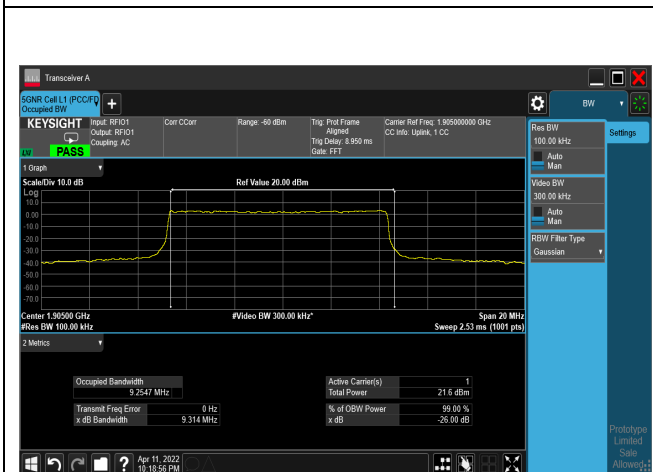 Transceiver A
5GNR Cell L1 (PCC/FD
Occupied BW
KEYSIGHT
LXI
PASS
Input: RFIO1
Output: RFIO1
Coupling: AC
Corr CCorr
Range: -60 dBm
Trig: Prot Frame
Aligned
Trig Delay: 8.950 ms
Gate: FFT
Carrier Ref Freq: 1.905000000 GHz
CC Info: Uplink, 1 CC
BW
Res BW
100.00 kHz
Auto
Man
Video BW
300.00 kHz
Auto
Man
RBW Filter Type
Gaussian
Settings
1 Graph
Scale/Div 10.0 dB
Ref Value 20.00 dBm
Log
10.0
0.00
-10.0
-20.0
-30.0
-40.0
-50.0
-60.0
-70.0
Center 1.90500 GHz
#Video BW 300.00 kHz*
Span 20 MHz
#Res BW 100.00 kHz
Sweep 2.53 ms (1001 pts)
2 Metrics
Occupied Bandwidth
9.2547 MHz
Active Carrier(s) 1
Total Power 21.6 dBm
Transmit Freq Error 0 Hz
x dB Bandwidth 9.314 MHz
% of OBW Power 99.00 %
x dB -26.00 dB
Prototype
Limited
Sale
Allowed
Apr 11, 2022
10:18:56 PM